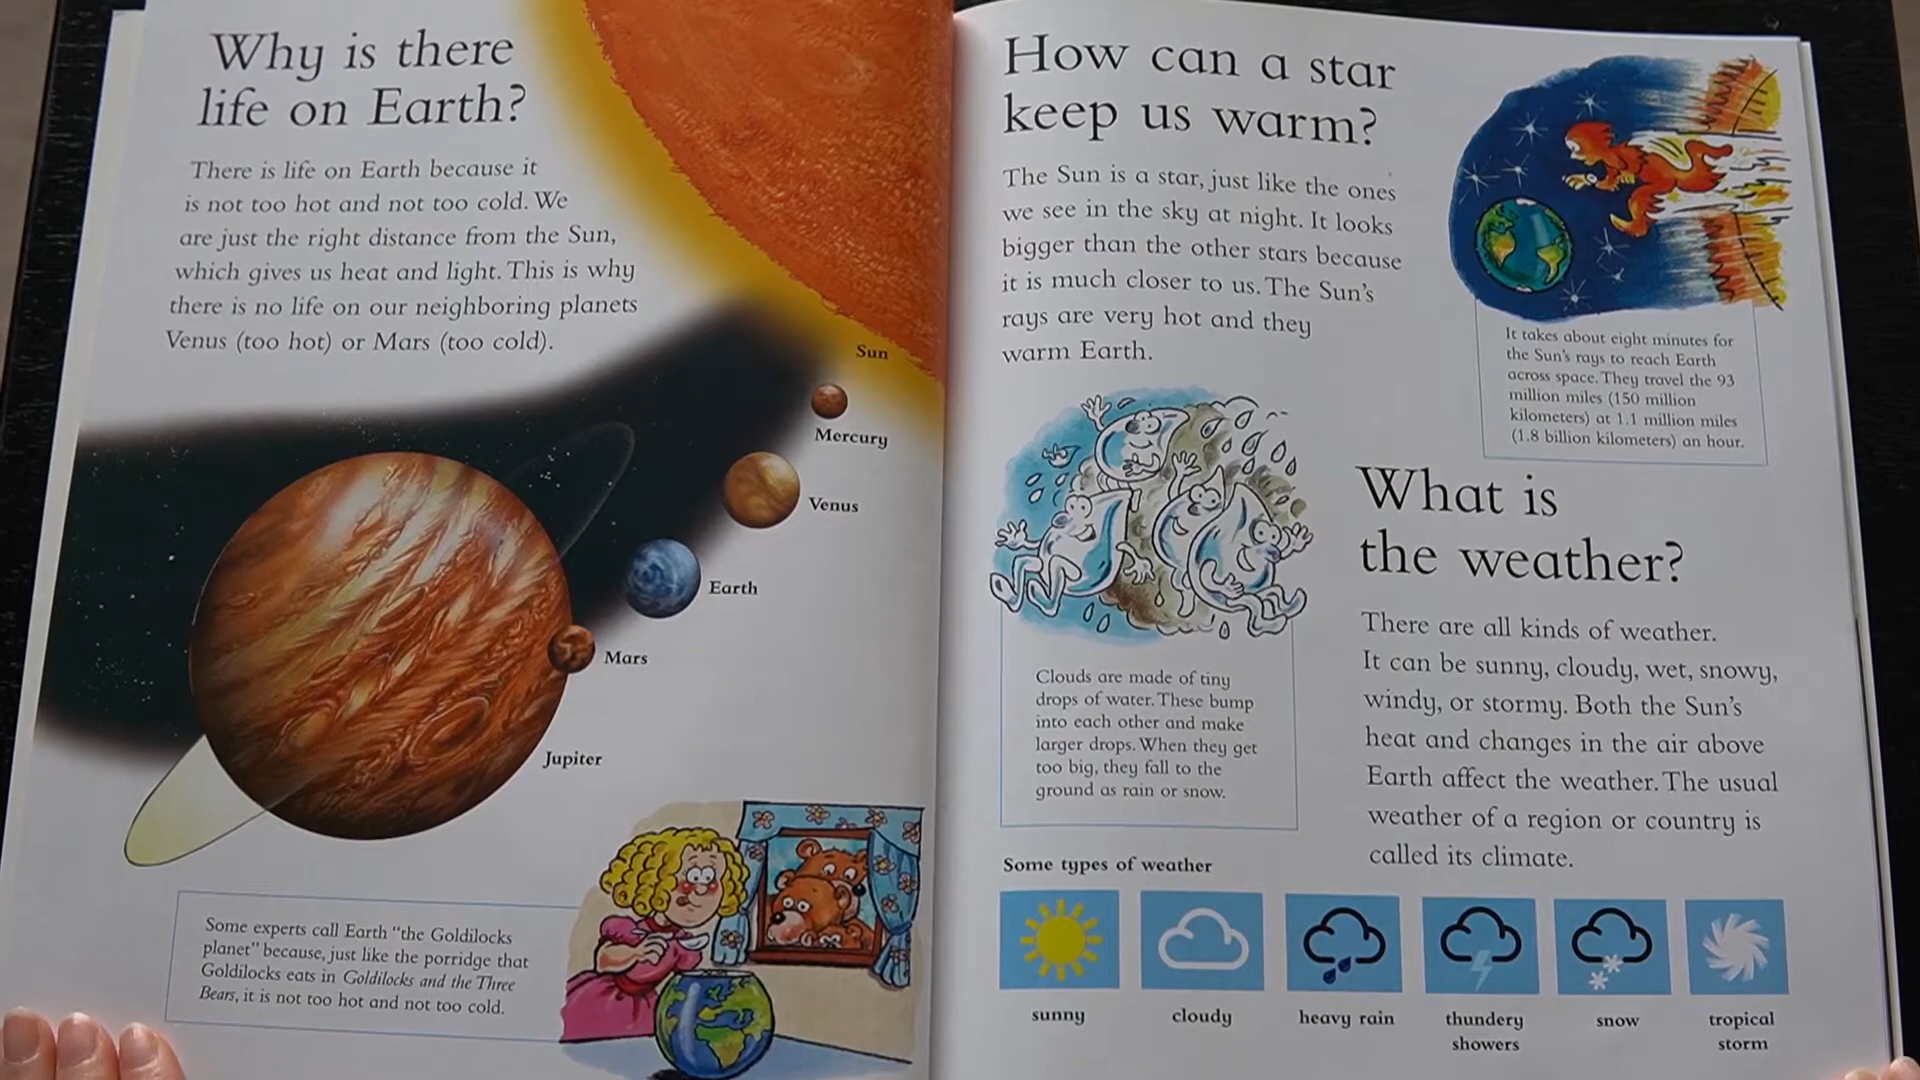 Why is there
life on Earth?
There is life on Earth because it
is not too hot and not too cold. We
are just the right distance from the Sun,
which gives us heat and light. This is why
there is no life on our neighboring planets
Venus (too hot) or Mars (too cold).
Sun
Mercury
Venus
Earth
Mars
Jupiter
Some experts call Earth “the Goldilocks
planet” because, just like the porridge that
Goldilocks eats in Goldilocks and the Three
Bears, it is not too hot and not too cold.
How can a star
keep us warm?
The Sun is a star, just like the ones
we see in the sky at night. It looks
bigger than the other stars because
it is much closer to us. The Sun’s
rays are very hot and they
warm Earth.
It takes about eight minutes for
the Sun’s rays to reach Earth
across space. They travel the 93
million miles (150 million
kilometers) at 1.1 million miles
(1.8 billion kilometers) an hour.
Clouds are made of tiny
drops of water. These bump
into each other and make
larger drops. When they get
too big, they fall to the
ground as rain or snow.
What is
the weather?
There are all kinds of weather.
It can be sunny, cloudy, wet, snowy,
windy, or stormy. Both the Sun’s
heat and changes in the air above
Earth affect the weather. The usual
weather of a region or country is
called its climate.
Some types of weather
sunny
cloudy
heavy rain
thundery
showers
snow
tropical
storm